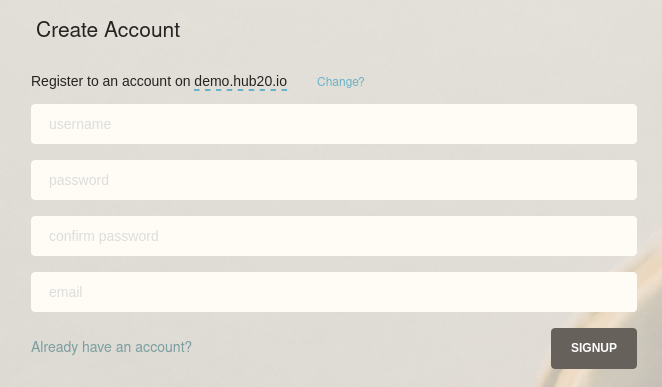 Create Account
Register to an account on demo.hub20.io Change?
username
password
confirm password
email
Already have an account? SIGNUP